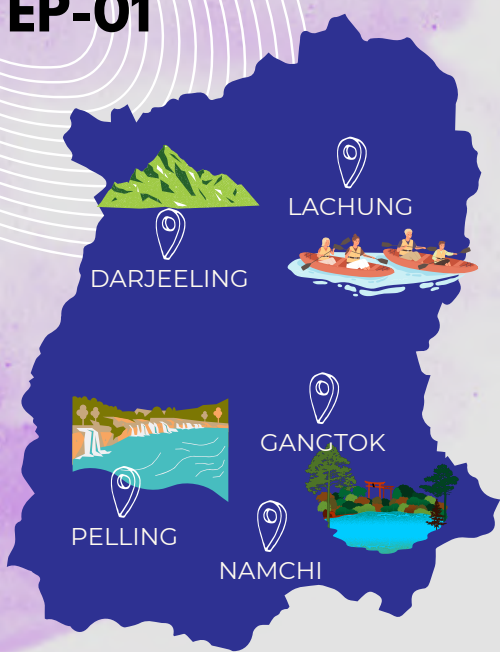 EP-01
LACHUNG
DARJEELING
GANGTOK
PELLING
NAMCHI